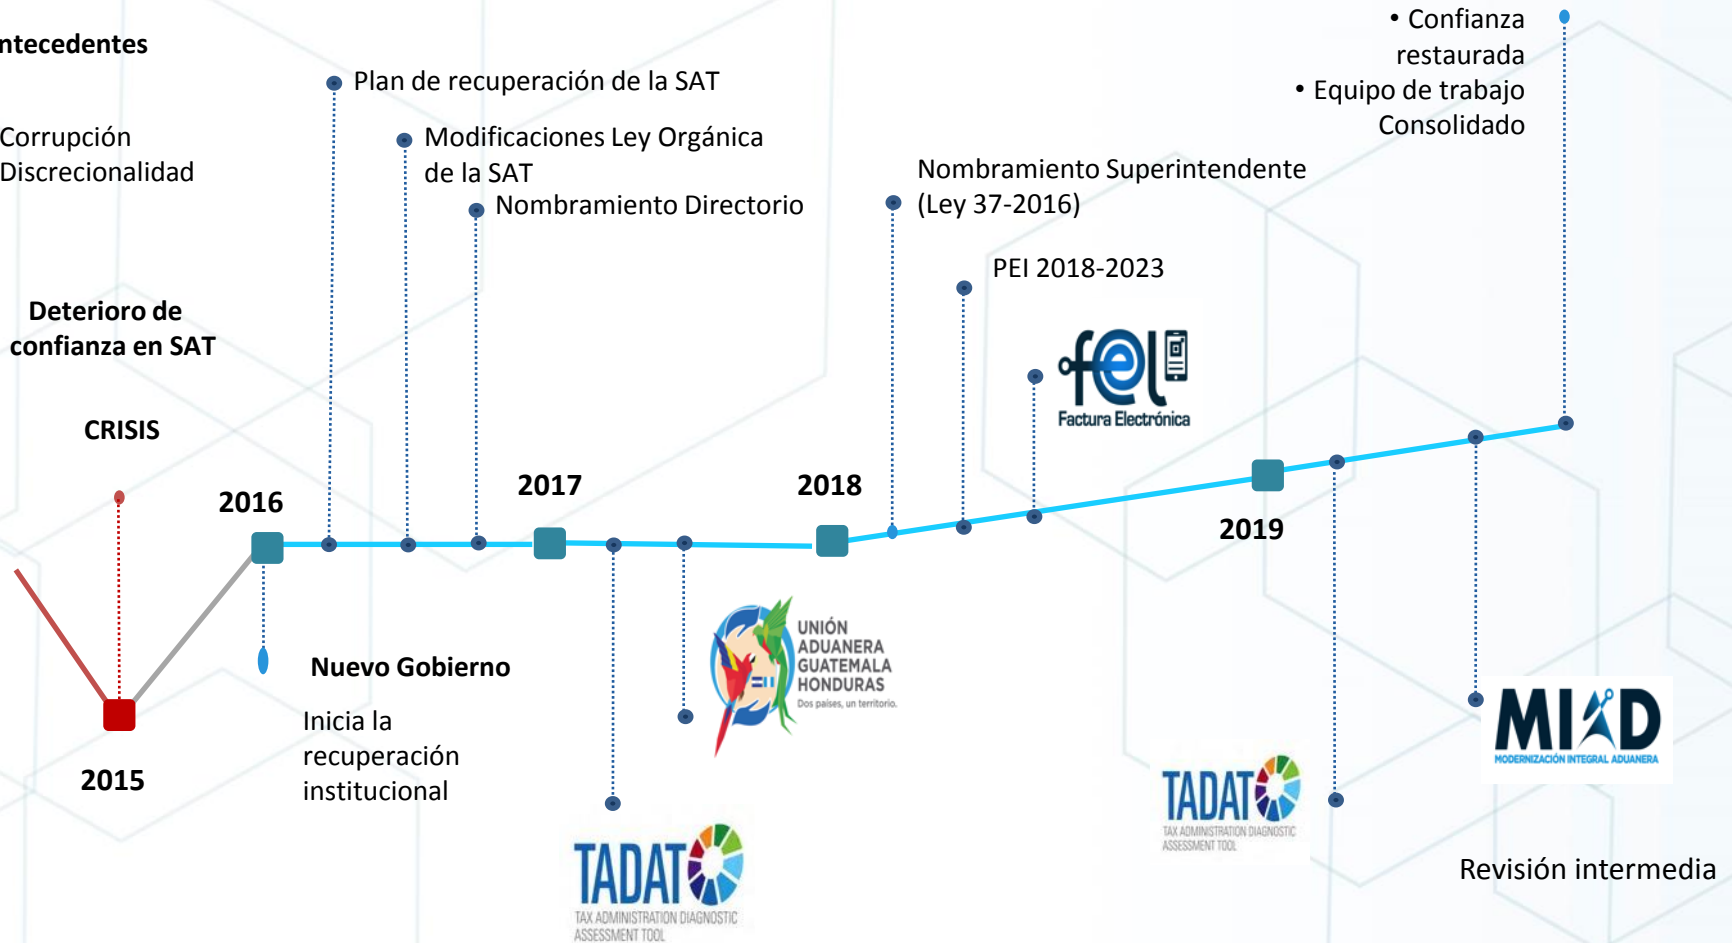 ntecedentes
Corrupción
Discrecionalidad
Deterioro de
confianza en SAT
CRISIS
2015
2016
Nuevo Gobierno
Inicia la
recuperación
institucional
Plan de recuperación de la SAT
Modificaciones Ley Orgánica
de la SAT
Nombramiento Directorio
2017
TADAT
TAX ADMINISTRATION DIAGNOSTIC
ASSESSMENT TOOL
UNIÓN
ADUANERA
GUATEMALA
HONDURAS
Dos países, un territorio.
2018
Nombramiento Superintendente
(Ley 37-2016)
PEI 2018-2023
fel
Factura Electrónica
2019
TADAT
TAX ADMINISTRATION DIAGNOSTIC
ASSESSMENT TOOL
Revisión intermedia
MIAD
MODERNIZACIÓN INTEGRAL ADUANERA
• Confianza
restaurada
• Equipo de trabajo
Consolidado